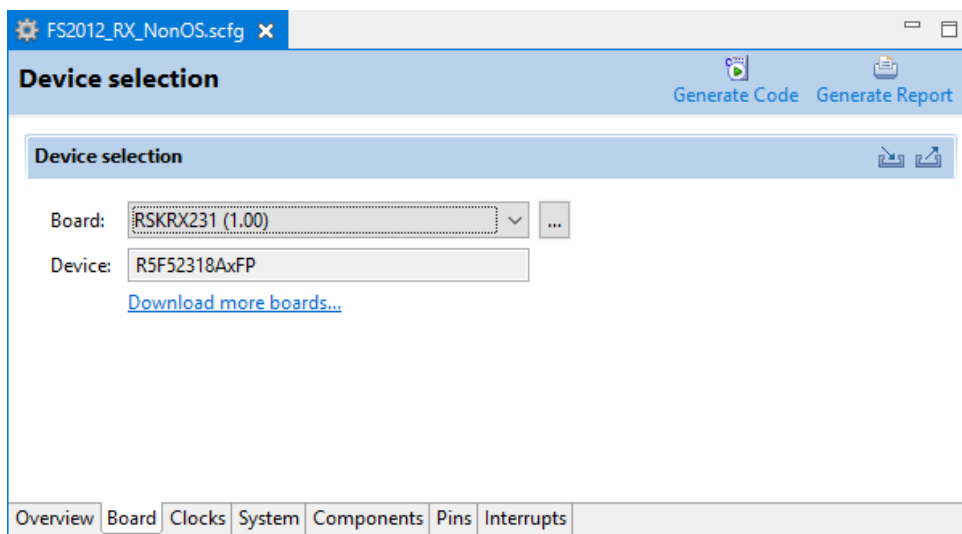 FS2012_RX_NonOS.scfg
Device selection
Generate Code Generate Report
Device selection
Board: RSKRX231 (1.00) ...
Device: R5F52318AxFP
Download more boards...
Overview Board Clocks System Components Pins Interrupts